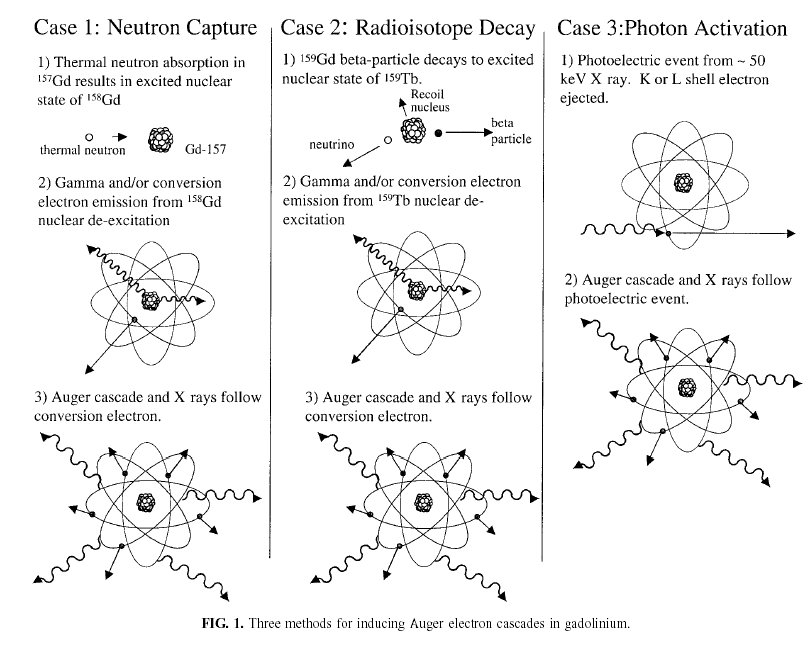 Case 1: Neutron Capture
1) Thermal neutron absorption in
¹⁵⁷Gd results in excited nuclear
state of ¹⁵⁸Gd
thermal neutron
Gd-157
2) Gamma and/or conversion
electron emission from ¹⁵⁸Gd
nuclear de-excitation
3) Auger cascade and X rays follow
conversion electron.
Case 2: Radioisotope Decay
1) ¹⁵⁹Gd beta-particle decays to excited
nuclear state of ¹⁵⁹Tb.
Recoil
nucleus
beta
particle
neutrino
2) Gamma and/or conversion electron
emission from ¹⁵⁹Tb nuclear de-
excitation
3) Auger cascade and X rays follow
conversion electron.
Case 3:Photon Activation
1) Photoelectric event from ~ 50
keV X ray. K or L shell electron
ejected.
2) Auger cascade and X rays follow
photoelectric event.
FIG. 1. Three methods for inducing Auger electron cascades in gadolinium.